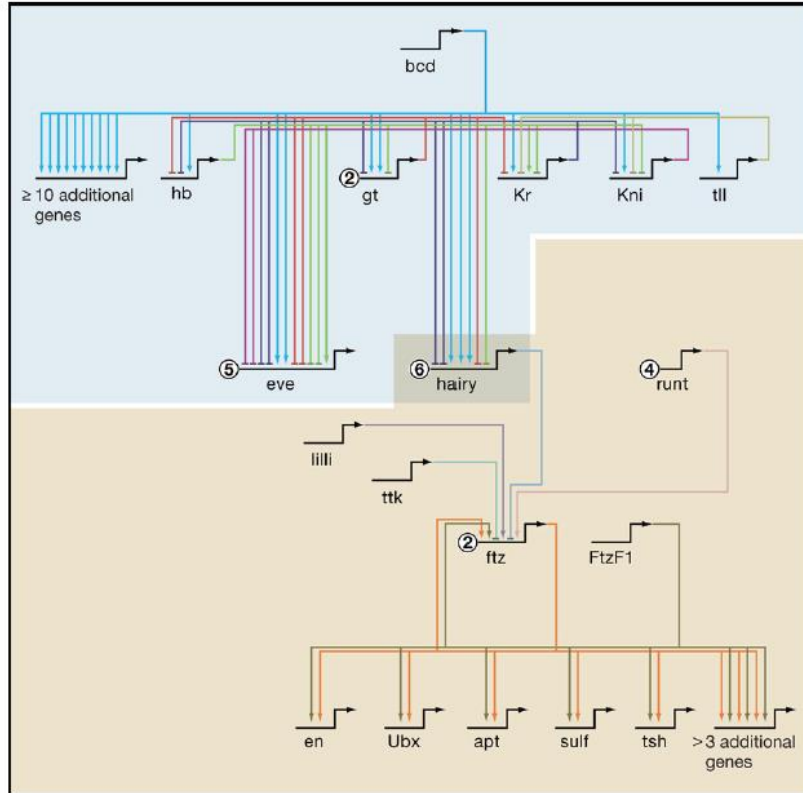 bcd
≥ 10 additional
genes
hb
② gt
Kr
Kni
tll
⑤ eve
⑥ hairy
④ runt
lilli
ttk
② ftz
FtzF1
en
Ubx
apt
sulf
tsh
>3 additional
genes